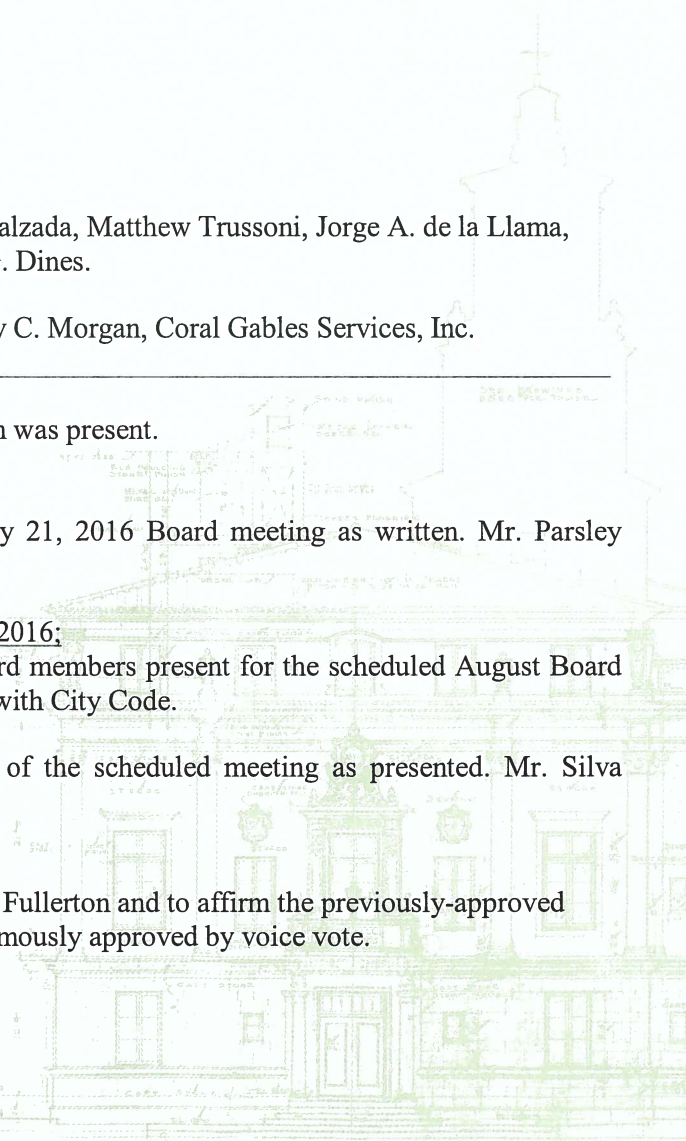 alzada, Matthew Trussoni, Jorge A. de la Llama,
. Dines.
C. Morgan, Coral Gables Services, Inc.
was present.
21, 2016 Board meeting as written. Mr. Parsley
2016;
rd members present for the scheduled August Board
with City Code.
of the scheduled meeting as presented. Mr. Silva
Fullerton and to affirm the previously-approved
mously approved by voice vote.